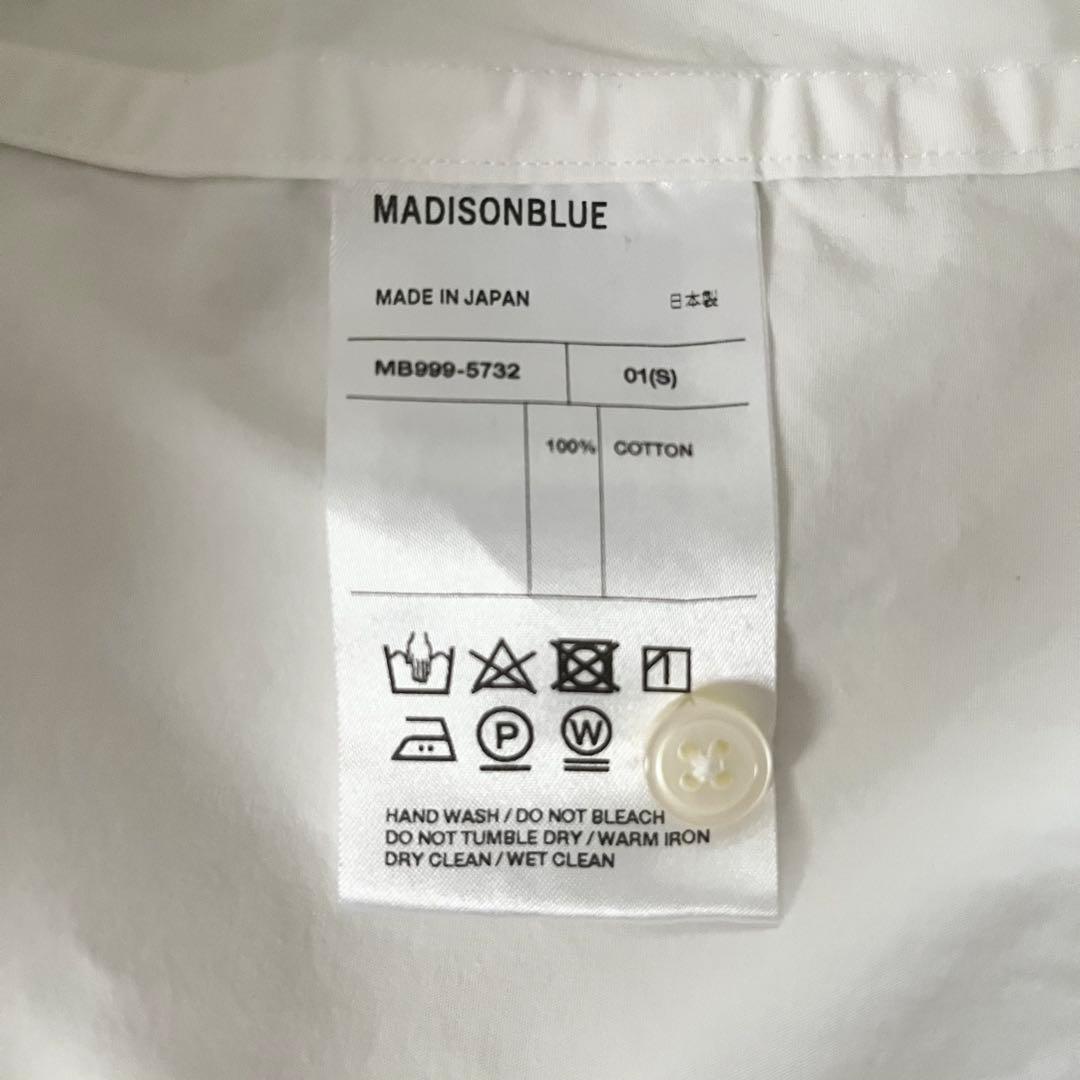 MADISONBLUE
MADE IN JAPAN 日本製
MB999-5732 01(S)
100% COTTON
P W
HAND WASH / DO NOT BLEACH
DO NOT TUMBLE DRY / WARM IRON
DRY CLEAN / WET CLEAN